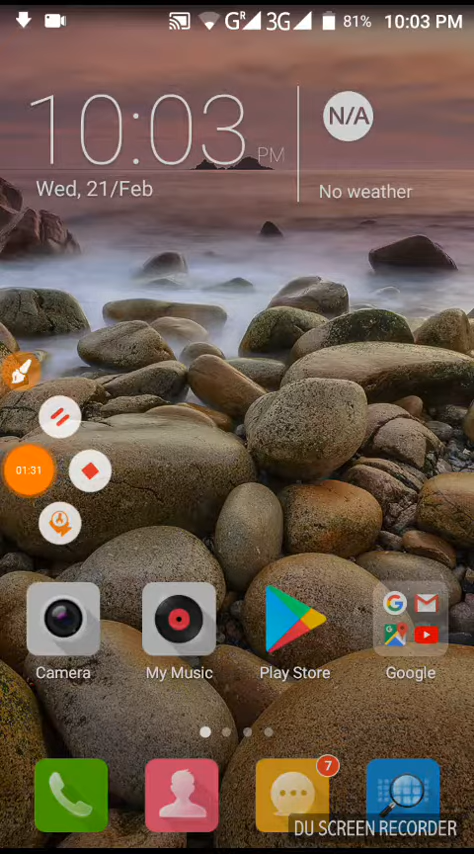 GR 3G 81% 10:03 PM
10:03 PM
N/A
Wed, 21/Feb
No weather
01:31
Camera
My Music
Play Store
Google
7
DU SCREEN RECORDER